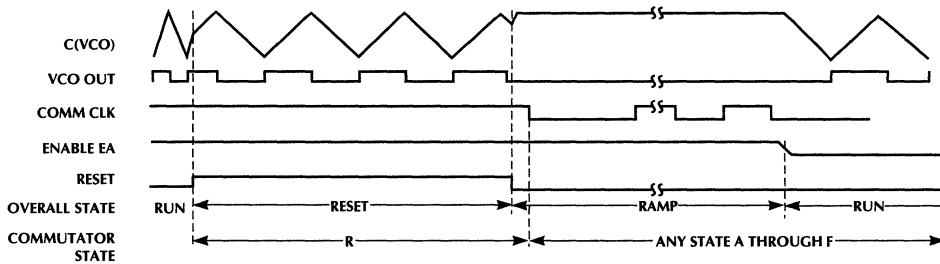 C(VCO)
VCO OUT
COMM CLK
ENABLE EA
RESET
OVERALL STATE RUN RESET RAMP RUN
COMMUTATOR STATE R ANY STATE A THROUGH F